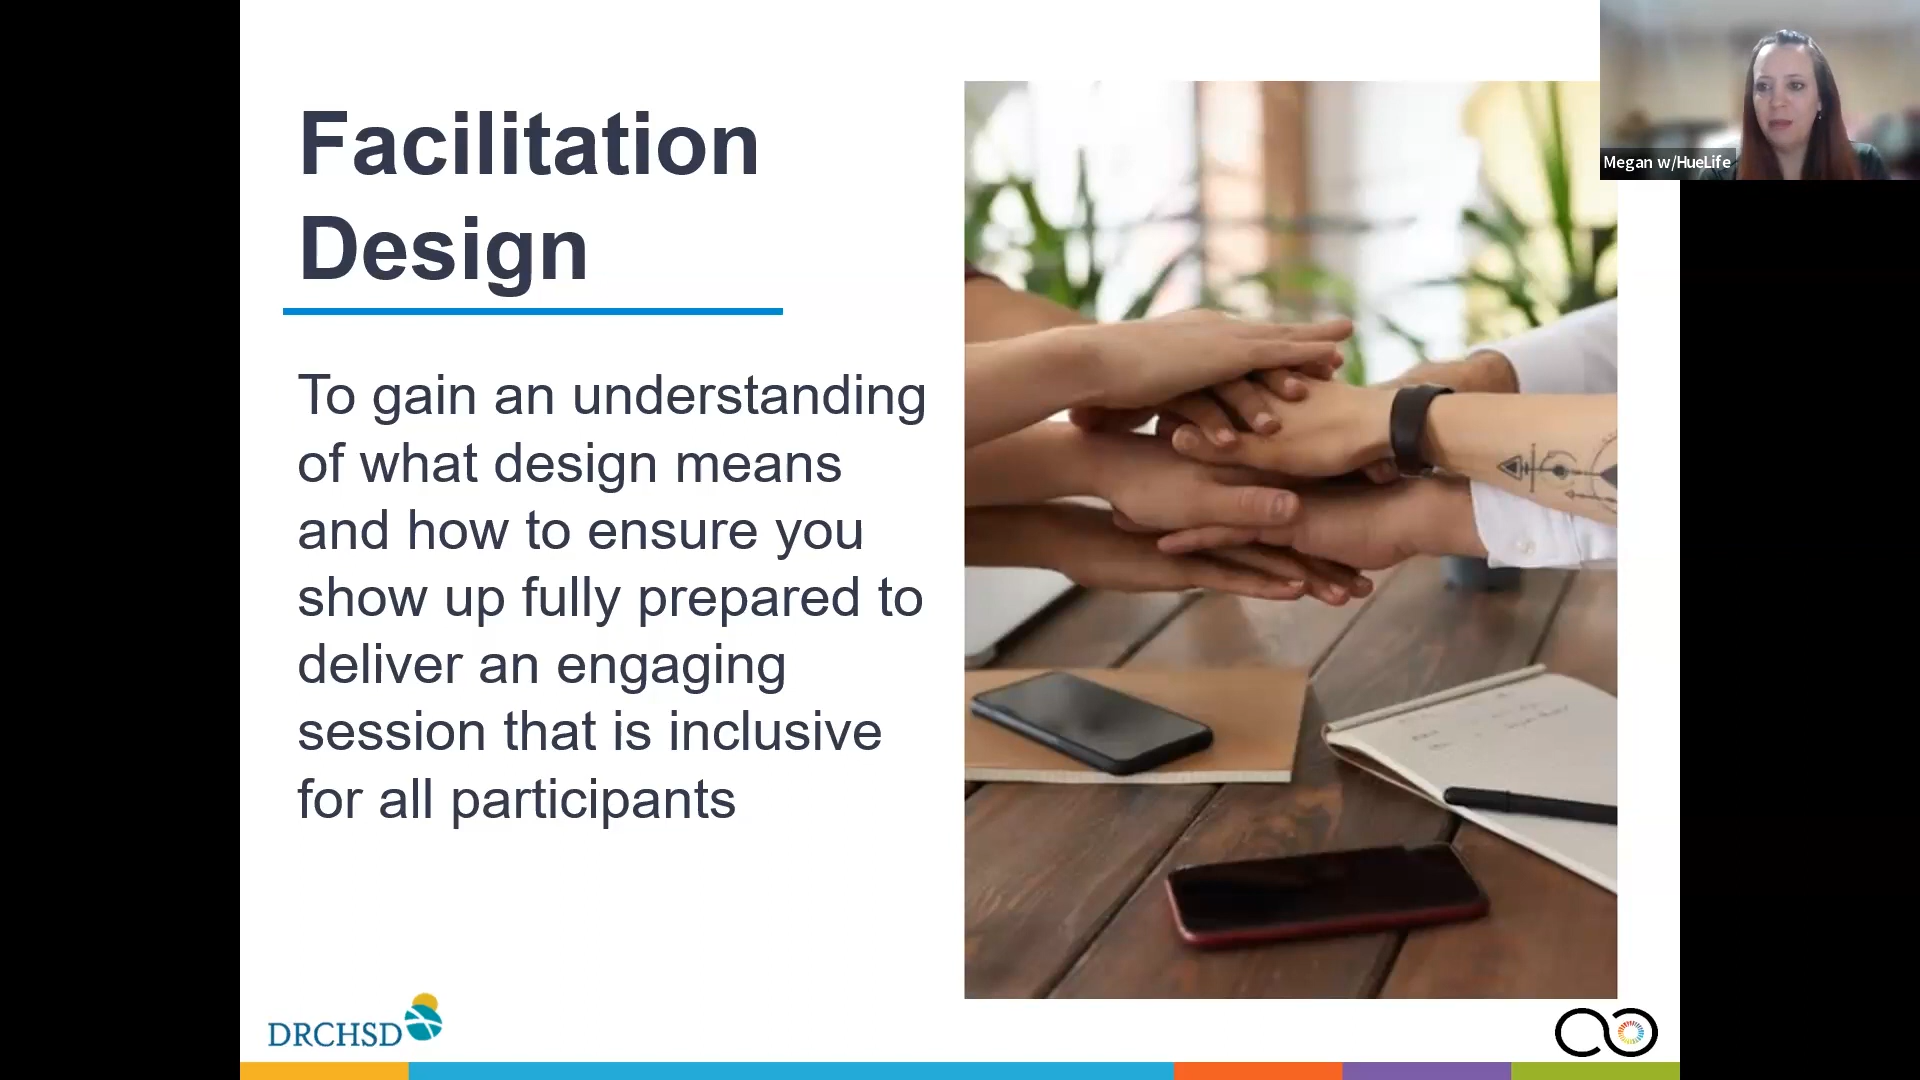 Facilitation
Design
To gain an understanding
of what design means
and how to ensure you
show up fully prepared to
deliver an engaging
session that is inclusive
for all participants
Megan w/HueLife
DRCHSD